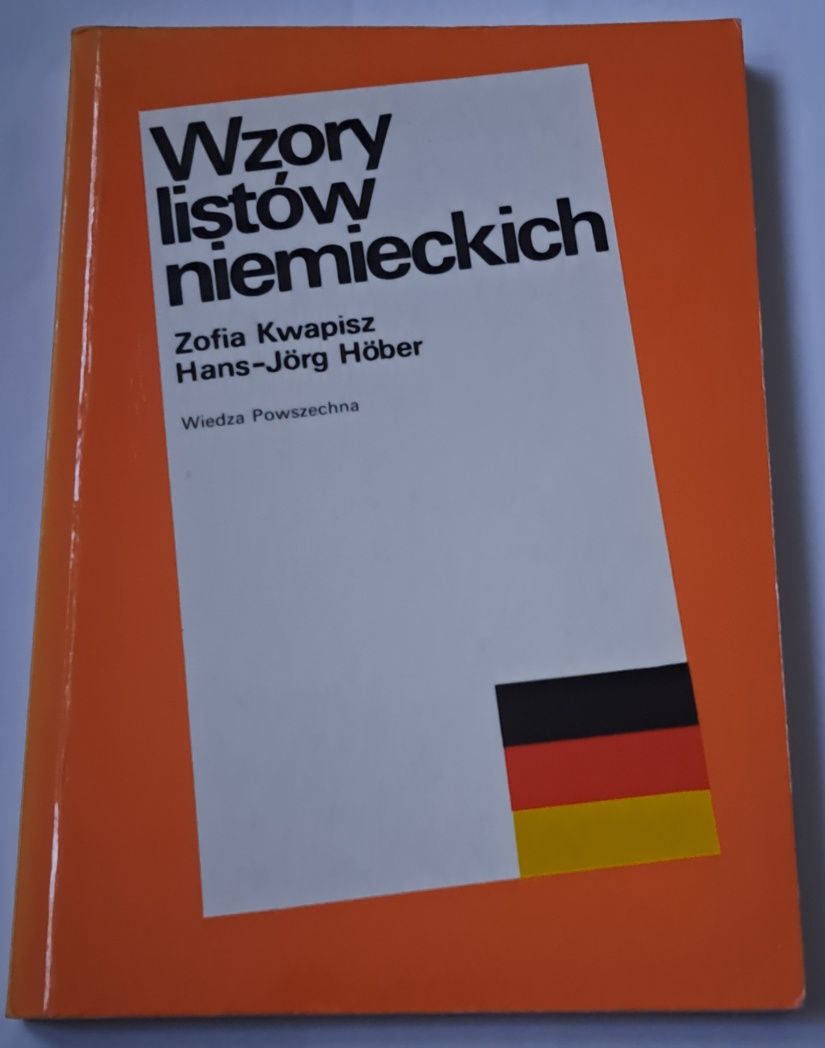 Wzory
listów
niemieckich
Zofia Kwapisz
Hans-Jörg Höber
Wiedza Powszechna